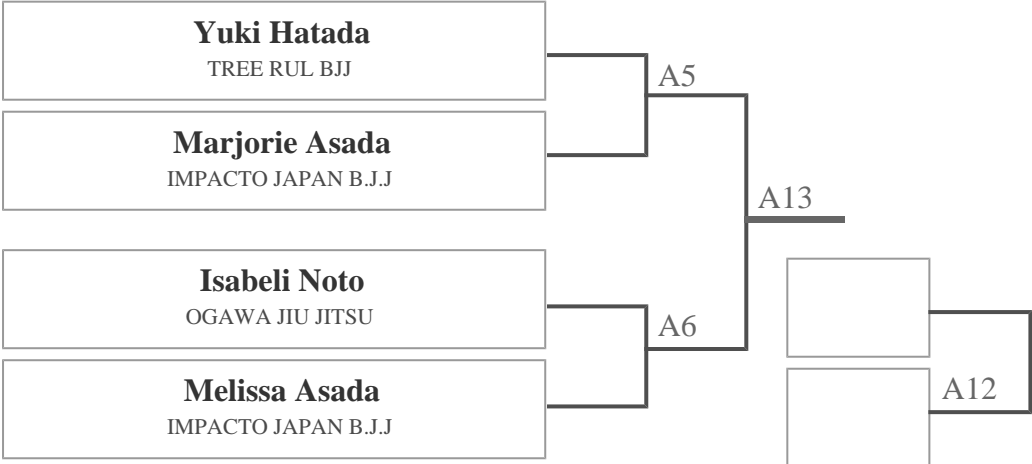 Yuki Hatada
TREE RUL BJJ
A5
Marjorie Asada
IMPACTO JAPAN B.J.J
A13
Isabeli Noto
OGAWA JIU JITSU
A6
Melissa Asada
IMPACTO JAPAN B.J.J
A12